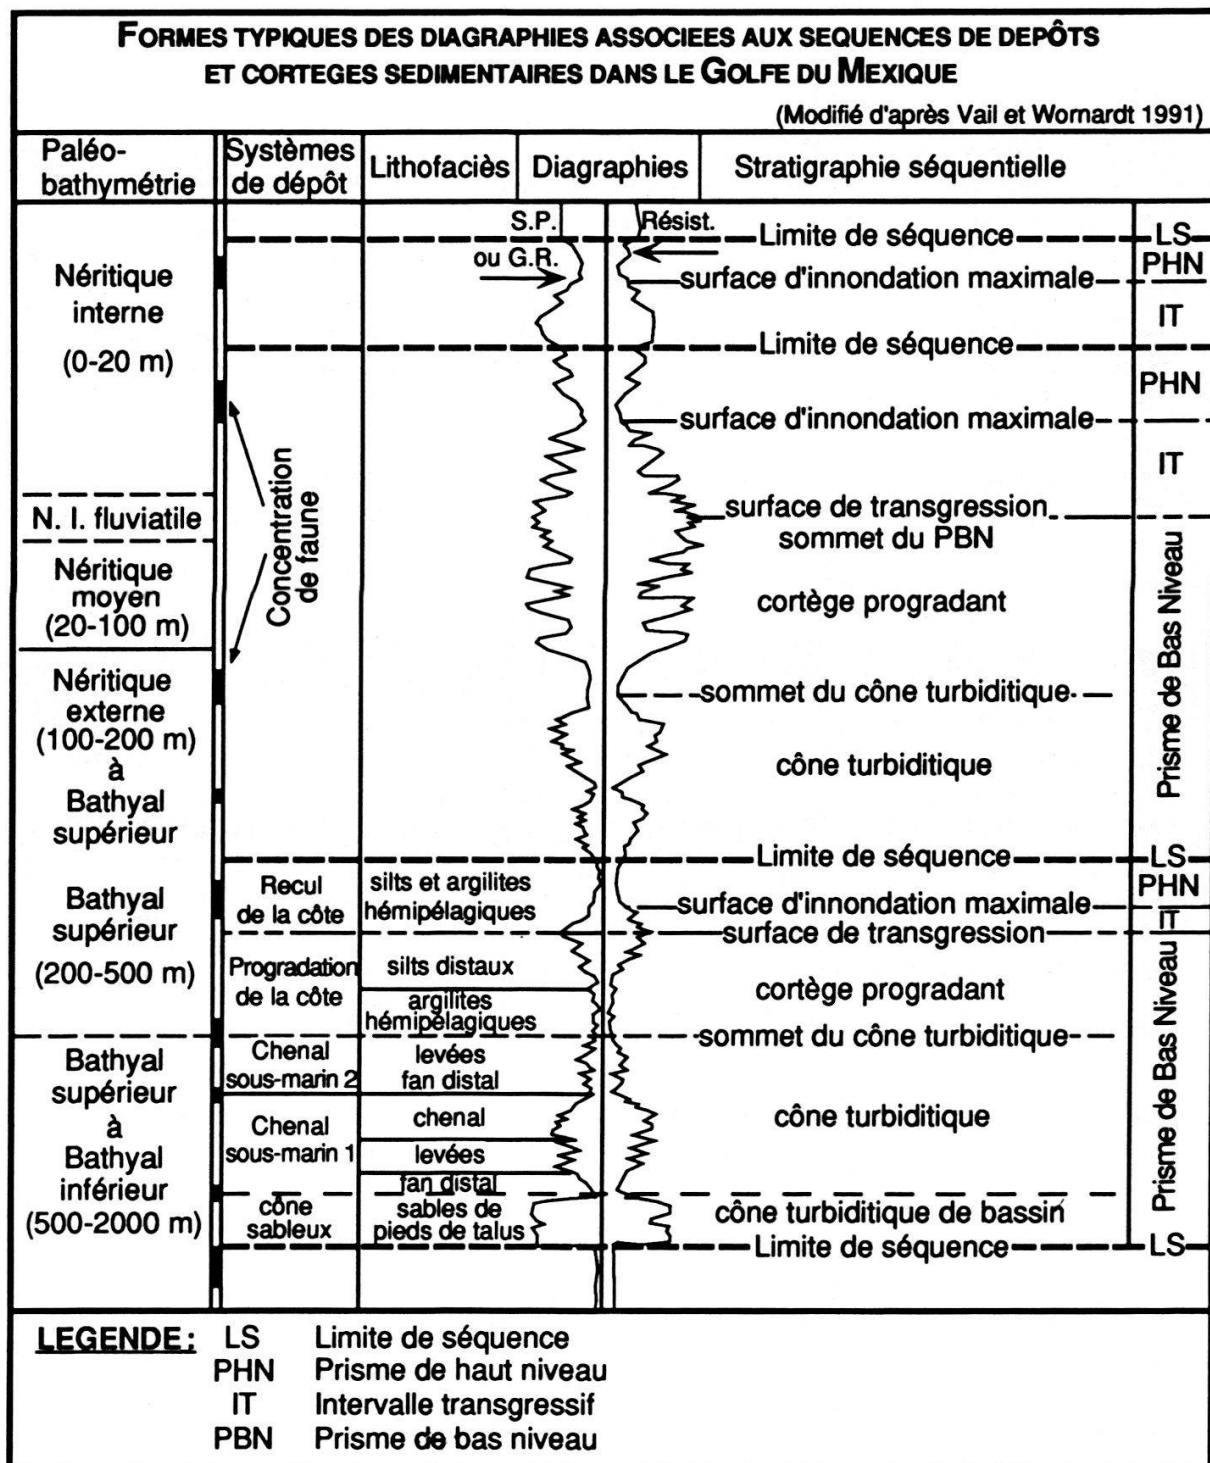 FORMES TYPIQUES DES DIAGRAPHIES ASSOCIEES AUX SEQUENCES DE DEPÔTS
ET CORTEGES SEDIMENTAIRES DANS LE GOLFE DU MEXIQUE
(Modifié d'après Vail et Wornardt 1991)
Paléo-
bathymétrie
Systèmes
de dépôt
Lithofaciès
Diagraphies
Stratigraphie séquentielle
Néritique
interne
(0-20 m)
N. I. fluviatile
Néritique
moyen
(20-100 m)
Néritique
externe
(100-200 m)
à
Bathyal
supérieur
Bathyal
supérieur
(200-500 m)
Bathyal
supérieur
à
Bathyal
inférieur
(500-2000 m)
Concentration
de faune
Recul
de la côte
Progradation
de la côte
Chenal
sous-marin 2
Chenal
sous-marin 1
cône
sableux
silts et argilites
hémipélagiques
silts distaux
argilites
hémipélagiques
levées
fan distal
chenal
levées
fan distal
sables de
pieds de talus
S.P.
ou G.R.
Résist.
Limite de séquence
surface d'innondation maximale
Limite de séquence
surface d'innondation maximale
surface de transgression
sommet du PBN
cortège progradant
sommet du cône turbiditique
cône turbiditique
Limite de séquence
surface d'innondation maximale
surface de transgression
cortège progradant
sommet du cône turbiditique
cône turbiditique
cône turbiditique de bassin
Limite de séquence
LS
PHN
IT
PHN
IT
Prisme de Bas Niveau
LS
PHN
IT
Prisme de Bas Niveau
LS
LEGENDE:
LS Limite de séquence
PHN Prisme de haut niveau
IT Intervalle transgressif
PBN Prisme de bas niveau